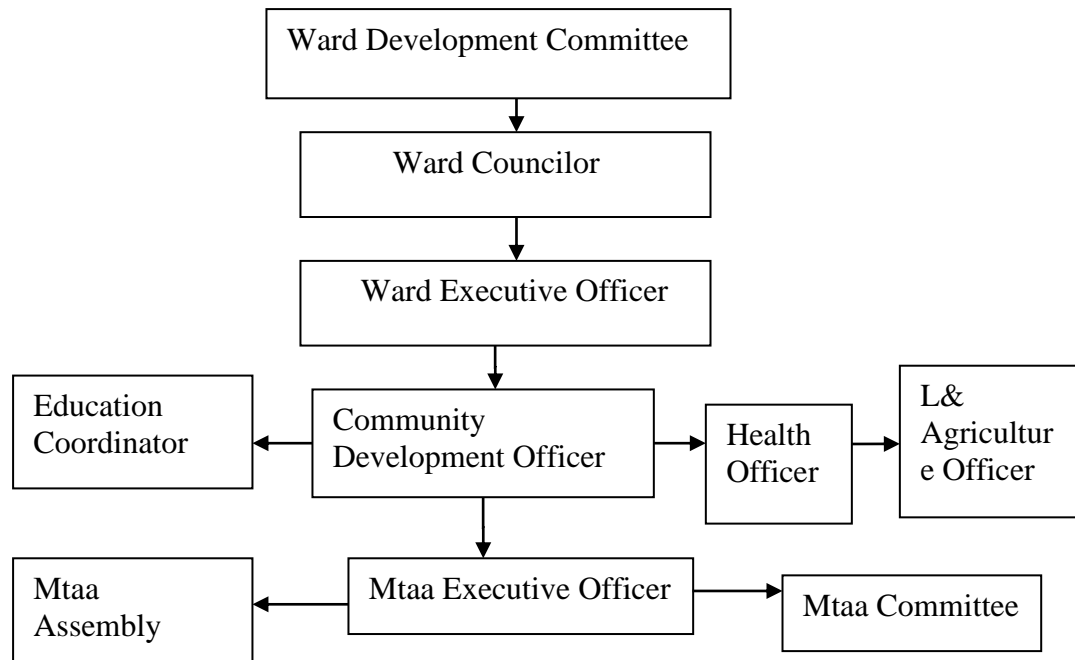 Ward Development Committee
Ward Councilor
Ward Executive Officer
Education
Coordinator
Community
Development Officer
Health
Officer
L&
Agricultur
e Officer
Mtaa
Assembly
Mtaa Executive Officer
Mtaa Committee